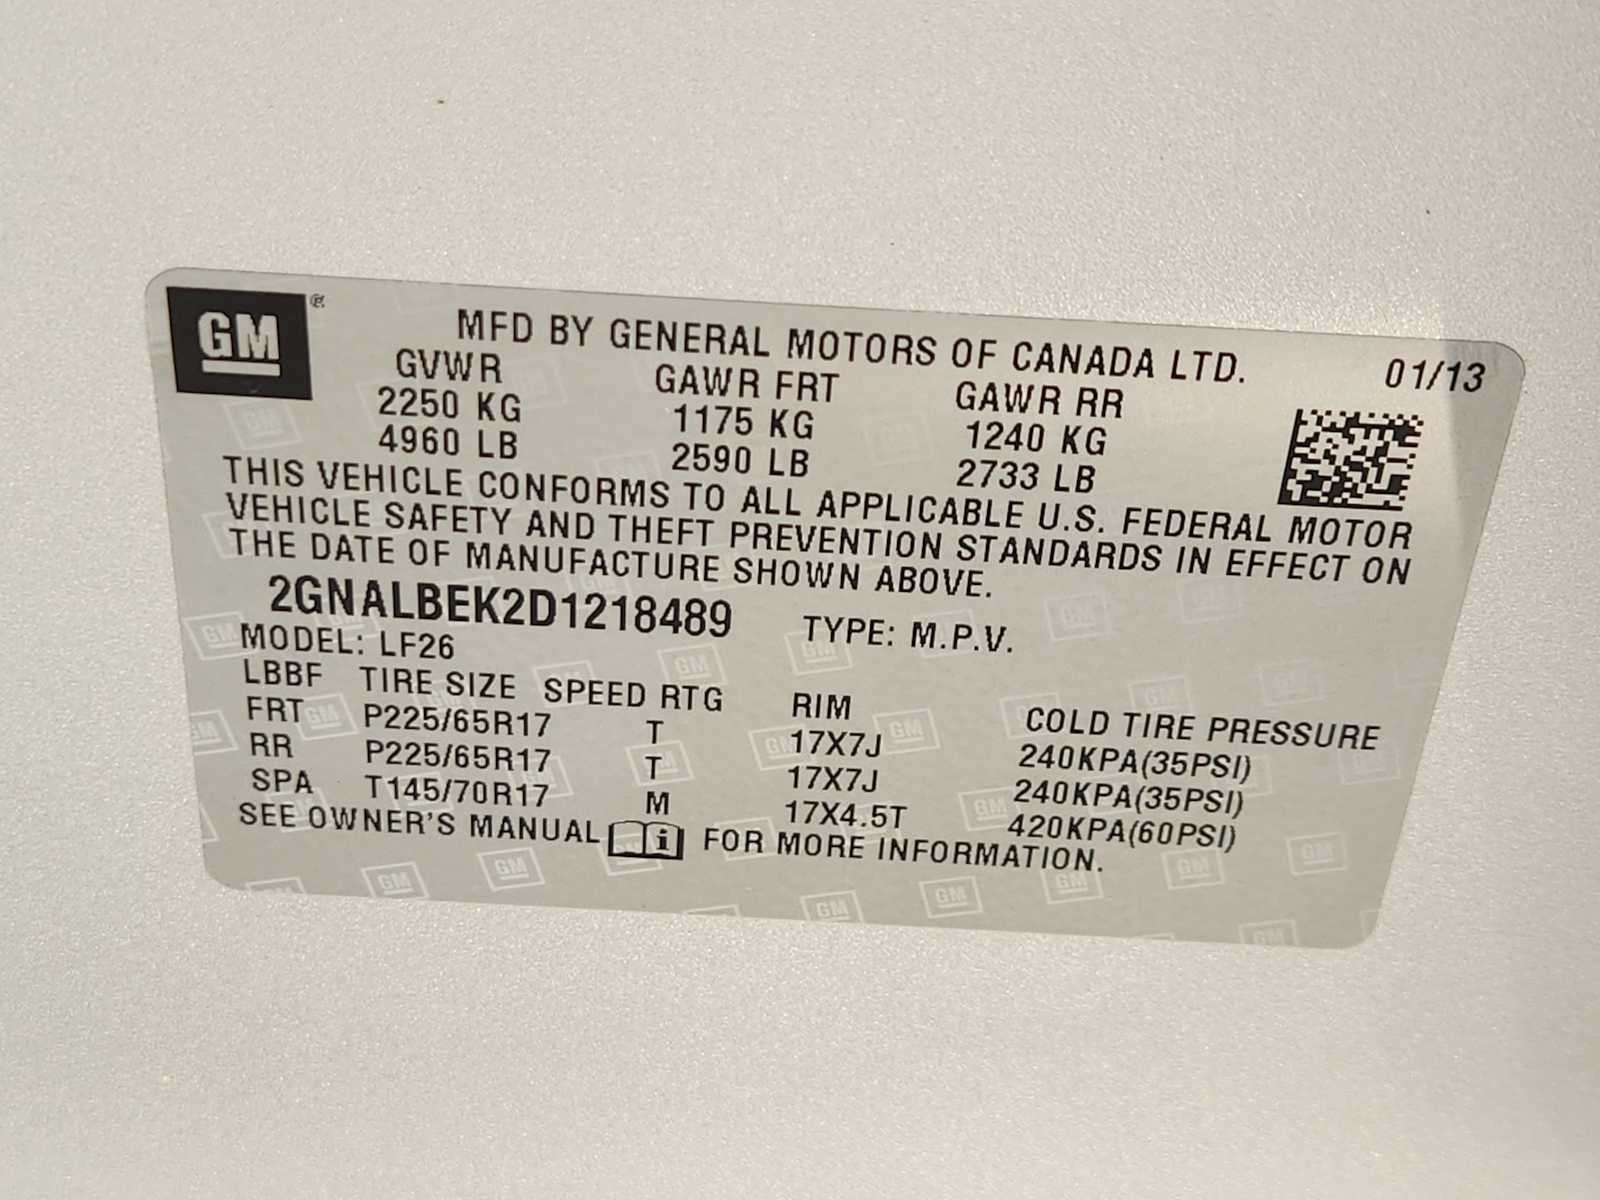 GM
MFD BY GENERAL MOTORS OF CANADA LTD.
01/13
GVWR GAWR FRT GAWR RR
2250 KG 1175 KG 1240 KG
4960 LB 2590 LB 2733 LB
THIS VEHICLE CONFORMS TO ALL APPLICABLE U.S. FEDERAL MOTOR
VEHICLE SAFETY AND THEFT PREVENTION STANDARDS IN EFFECT ON
THE DATE OF MANUFACTURE SHOWN ABOVE.
2GNALBEK2D1218489 TYPE: M.P.V.
MODEL: LF26
LBBF TIRE SIZE SPEED RTG RIM COLD TIRE PRESSURE
FRT P225/65R17 T 17X7J 240KPA(35PSI)
RR P225/65R17 T 17X7J 240KPA(35PSI)
SPA T145/70R17 M 17X4.5T 420KPA(60PSI)
SEE OWNER'S MANUAL i FOR MORE INFORMATION.